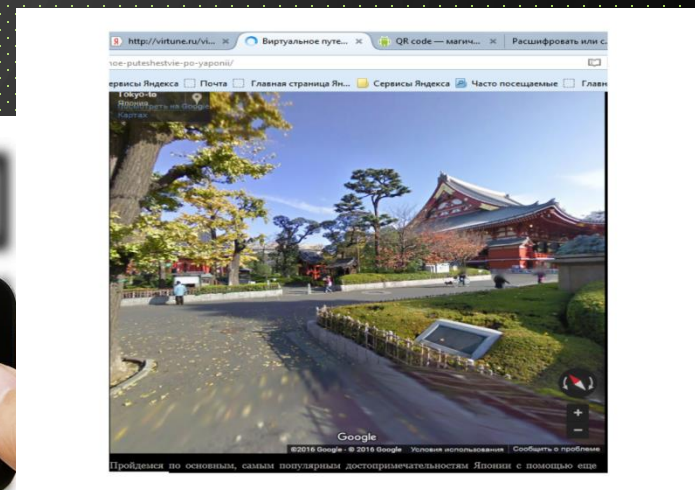 http://virtune.ru/vi... × Виртуальное путе... × QR code — магич... × Расшифровать или с
noe-puteshestvie-po-yaponii/
ервисы Яндекса Почта Главная страница Ян... Сервисы Яндекса Часто посещаемые Главн
Tokyo-to
Япония
Посмотреть на Google
Картах
Google
©2016 Google - © 2016 Google Условия использования Сообщить о проблеме
Пройдемся по основным, самым популярным достопримечательностям Японии с помощью еще